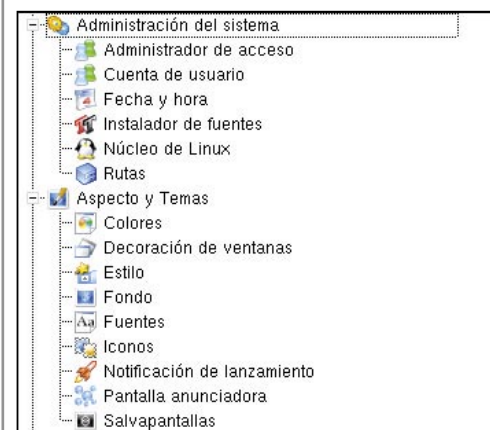 Administración del sistema
Administrador de acceso
Cuenta de usuario
Fecha y hora
Instalador de fuentes
Núcleo de Linux
Rutas
Aspecto y Temas
Colores
Decoración de ventanas
Estilo
Fondo
Aa Fuentes
Iconos
Notificación de lanzamiento
Pantalla anunciadora
Salvapantallas